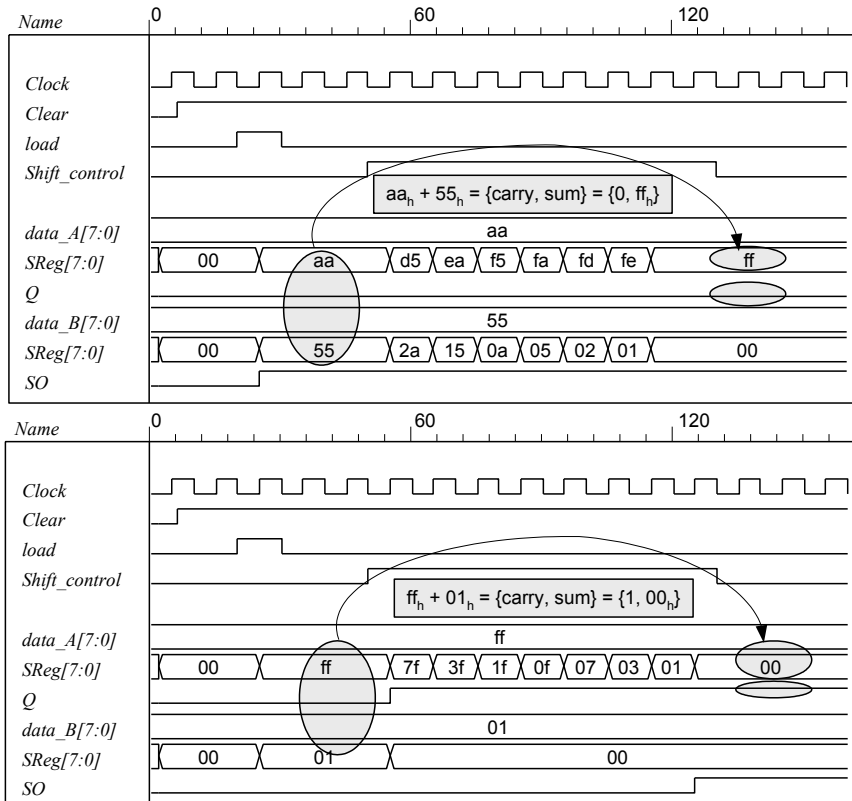 Name 0 60 120
Clock
Clear
load
Shift_control
aah + 55h = {carry, sum} = {0, ffh}
data_A[7:0] aa
SReg[7:0] 00 aa d5 ea f5 fa fd fe ff
Q
data_B[7:0] 55
SReg[7:0] 00 55 2a 15 0a 05 02 01 00
SO
Name 0 60 120
Clock
Clear
load
Shift_control
ffh + 01h = {carry, sum} = {1, 00h}
data_A[7:0] ff
SReg[7:0] 00 ff 7f 3f 1f 0f 07 03 01 00
Q
data_B[7:0] 01
SReg[7:0] 00 01 00
SO